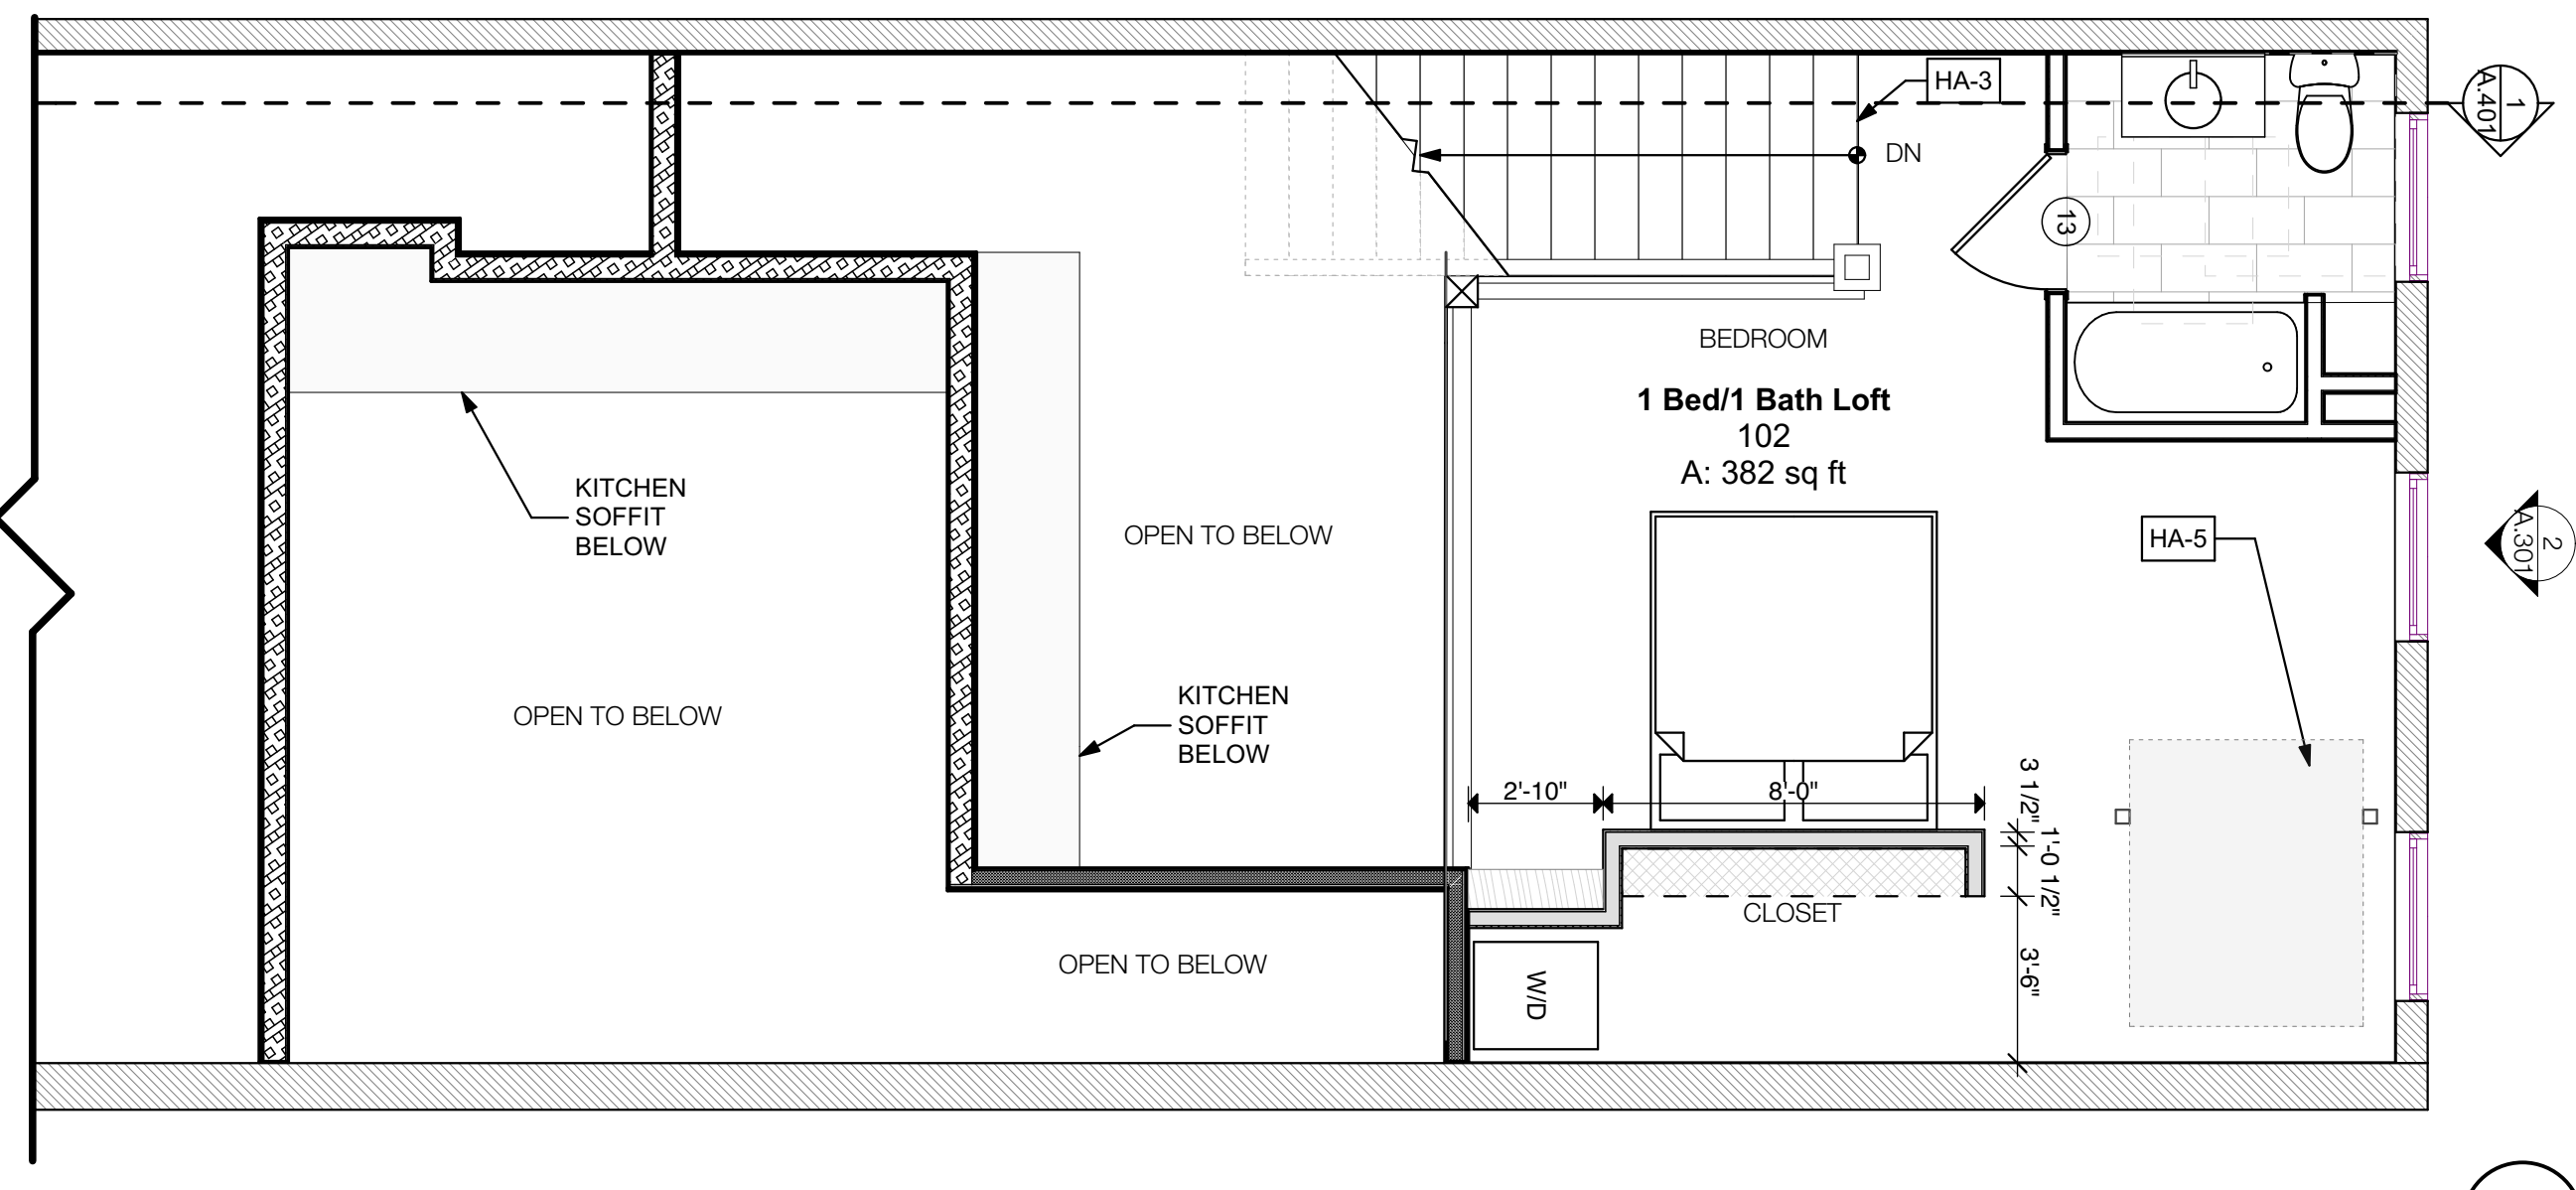 HA-3
1
A.401
DN
13
BEDROOM
1 Bed/1 Bath Loft
102
A: 382 sq ft
KITCHEN
SOFFIT
BELOW
OPEN TO BELOW
HA-5
2
A.301
KITCHEN
SOFFIT
BELOW
OPEN TO BELOW
2'-10"
8'-0"
3 1/2"
1'-0 1/2"
CLOSET
3'-6"
OPEN TO BELOW
W/D